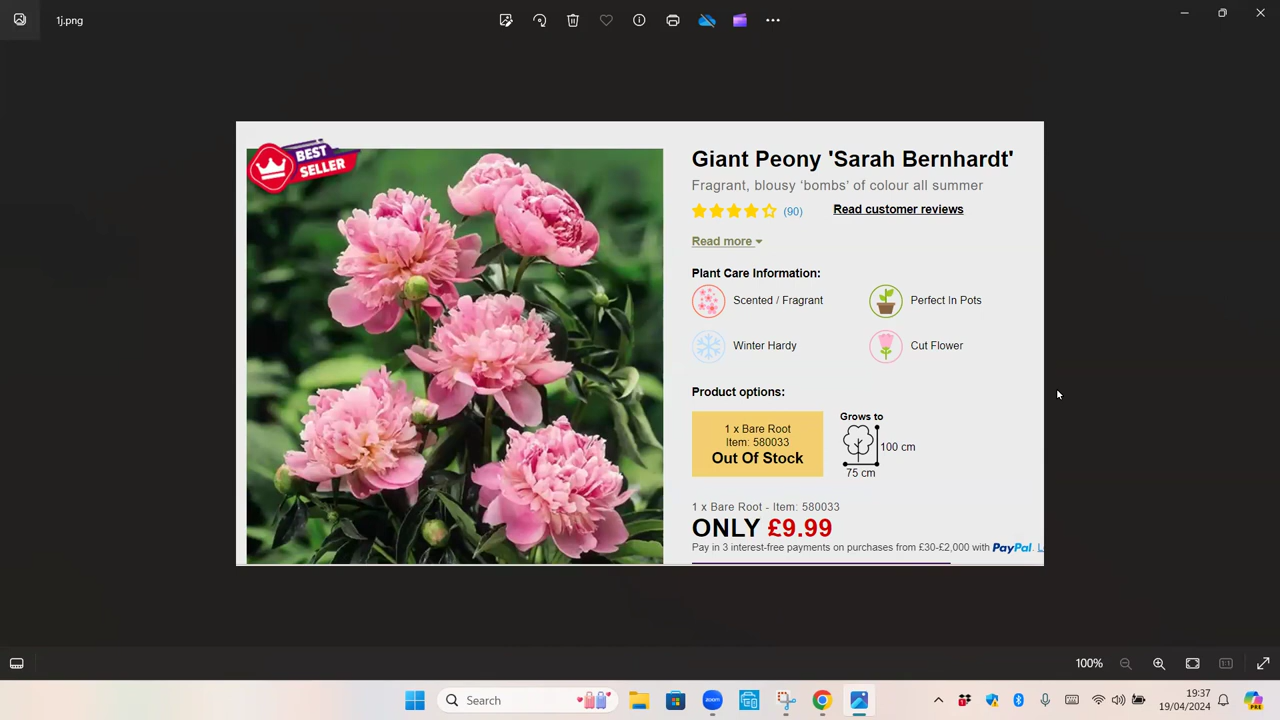 1j.png
BEST
SELLER
Giant Peony 'Sarah Bernhardt'
Fragrant, blousy ‘bombs’ of colour all summer
(90) Read customer reviews
Read more
Plant Care Information:
Scented / Fragrant Perfect In Pots
Winter Hardy Cut Flower
Product options:
1 x Bare Root
Item: 580033
Out Of Stock
Grows to
100 cm
75 cm
1 x Bare Root - Item: 580033
ONLY £9.99
Pay in 3 interest-free payments on purchases from £30-£2,000 with PayPal.
100%
1:1
Search
zoom
19:37
19/04/2024
PRE